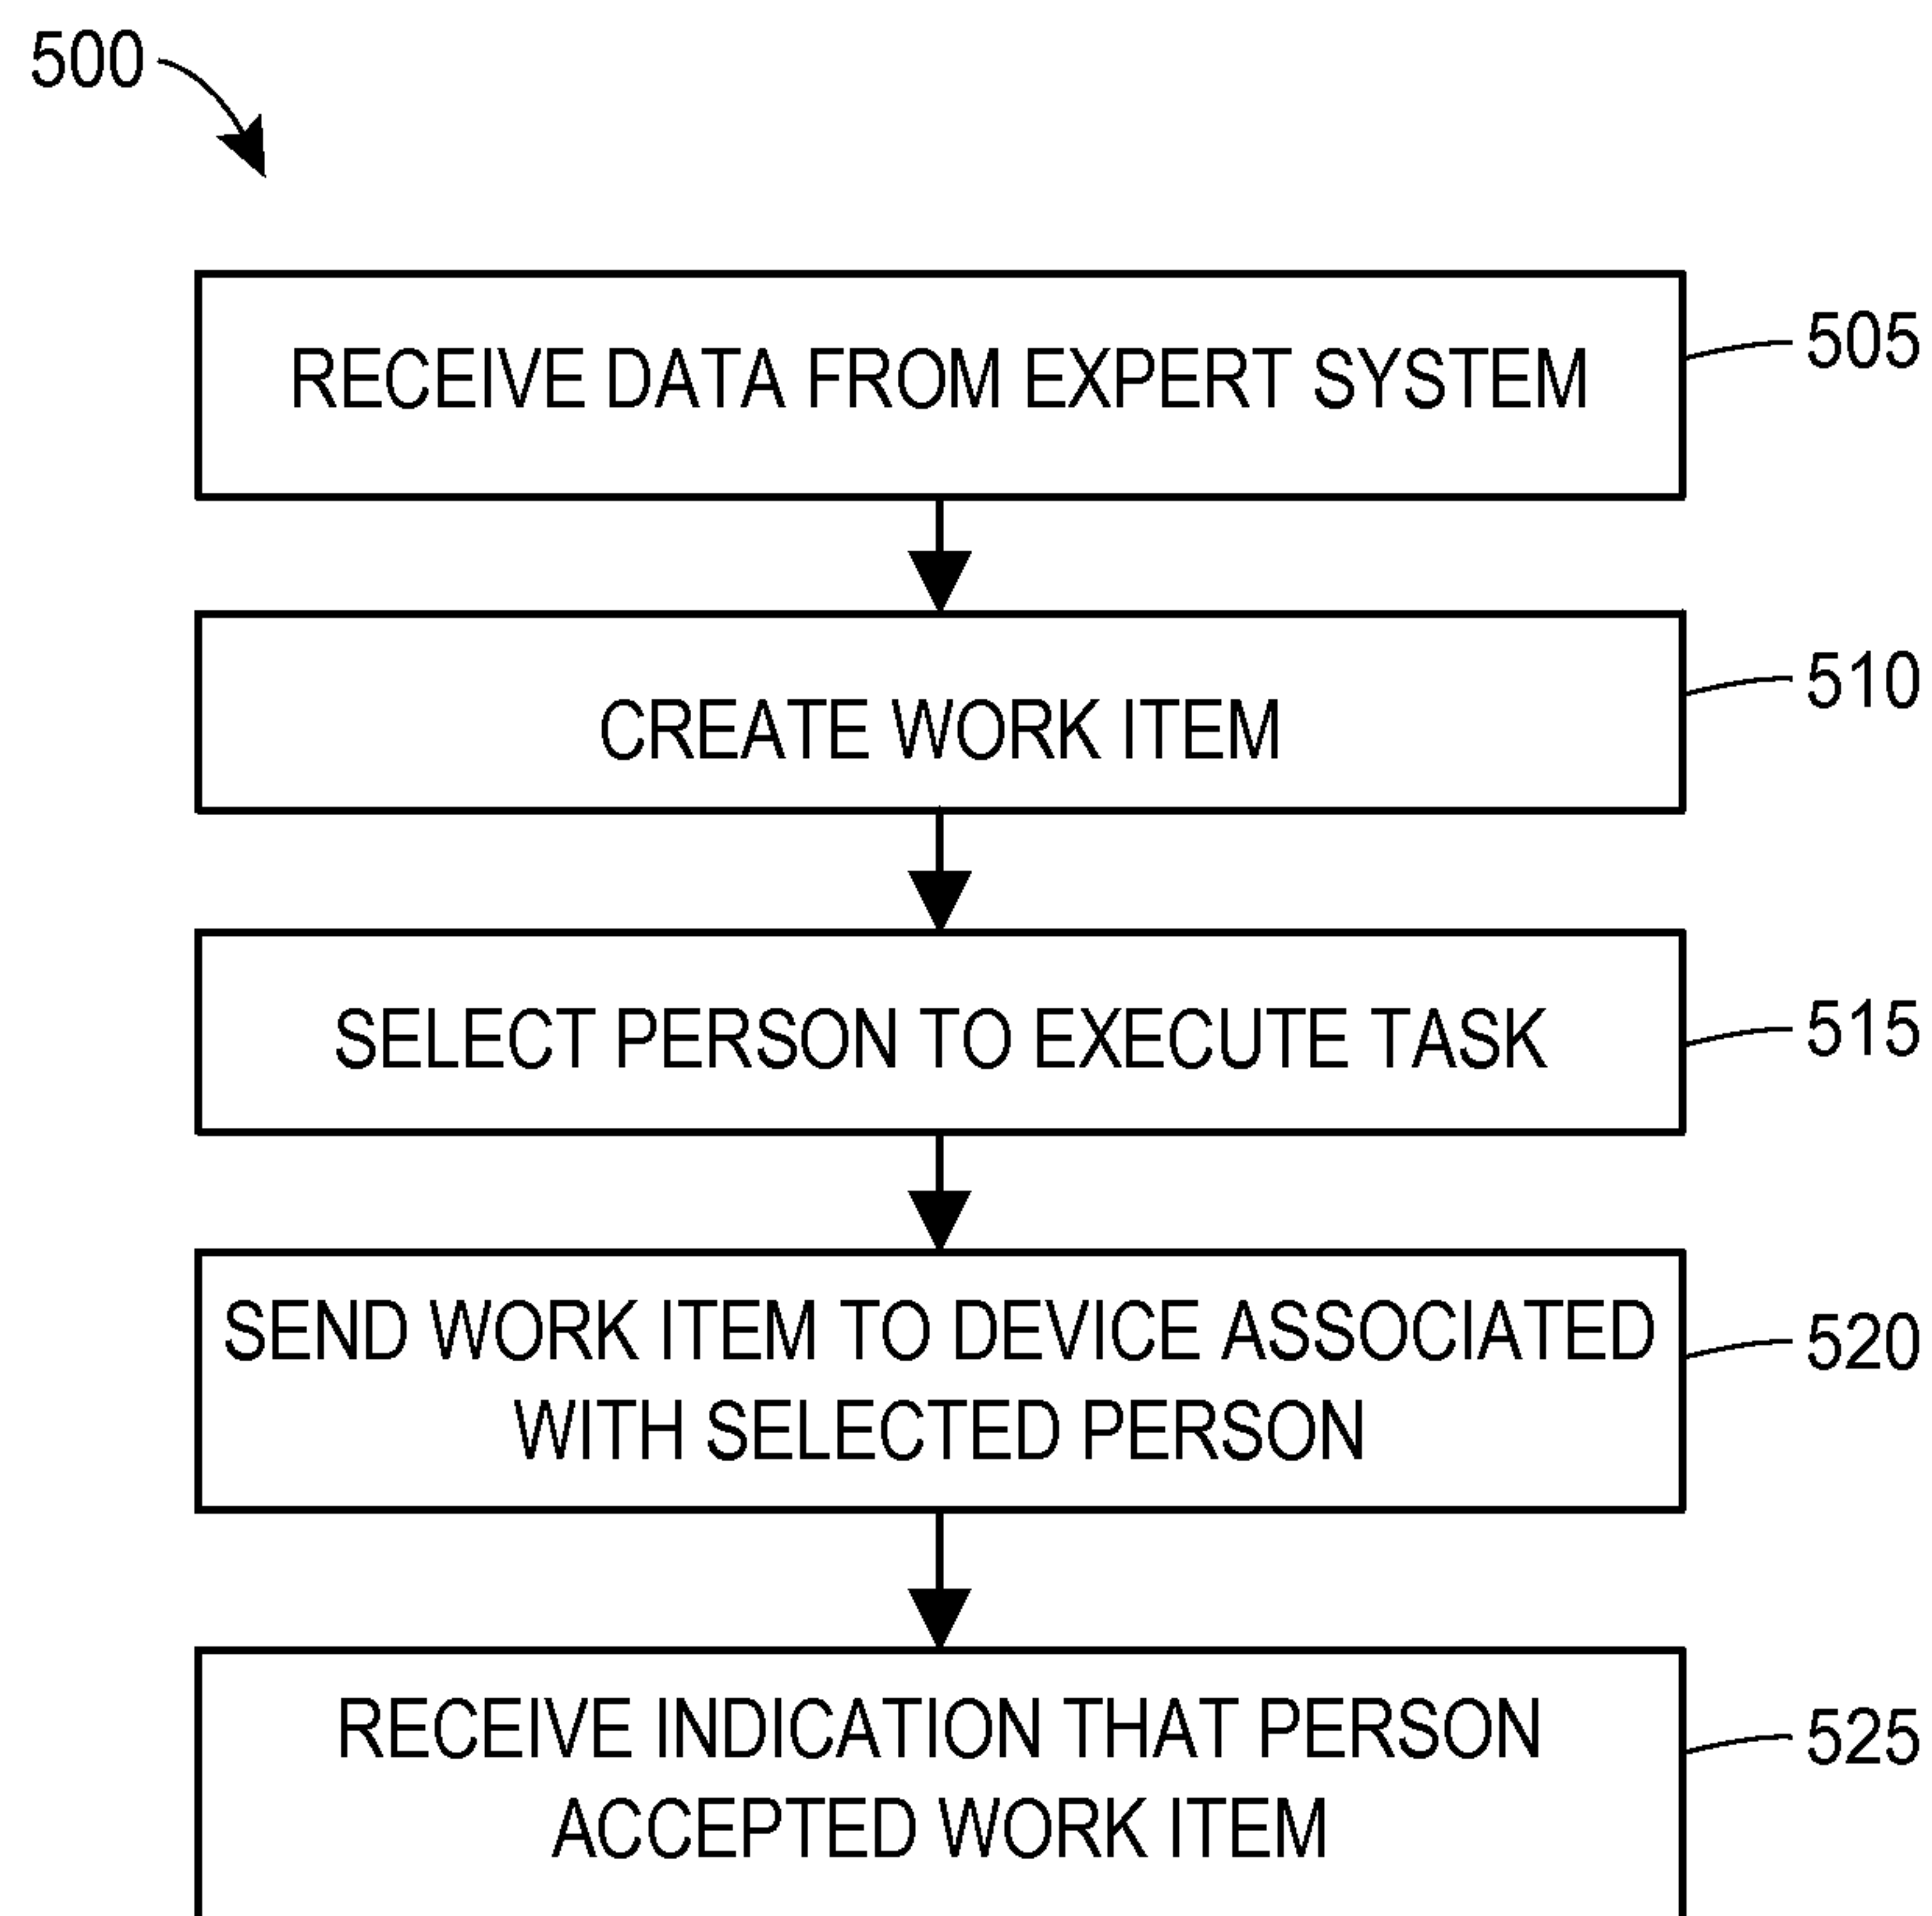 500
RECEIVE DATA FROM EXPERT SYSTEM
505
CREATE WORK ITEM
510
SELECT PERSON TO EXECUTE TASK
515
SEND WORK ITEM TO DEVICE ASSOCIATED
WITH SELECTED PERSON
520
RECEIVE INDICATION THAT PERSON
ACCEPTED WORK ITEM
525